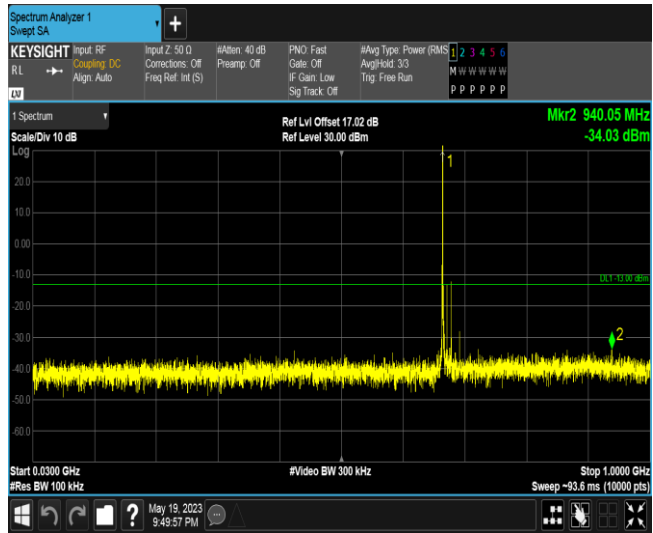 Spectrum Analyzer 1
Swept SA
+
KEYSIGHT Input: RF Input Z: 50 Ω #Atten: 40 dB PNO: Fast #Avg Type: Power (RMS 1 2 3 4 5 6
RL Coupling: DC Corrections: Off Preamp: Off Gate: Off Avg|Hold: 3/3 M W W W W W
Align: Auto Freq Ref: Int (S) IF Gain: Low Trig: Free Run
Sig Track: Off P P P P P P
LXI
1 Spectrum Ref Lvl Offset 17.02 dB Mkr2 940.05 MHz
Scale/Div 10 dB Ref Level 30.00 dBm -34.03 dBm
Log
1
20.0
10.0
0.00
-10.0
DL1 -13.00 dBm
-20.0
-30.0
2
-40.0
-50.0
-60.0
Start 0.0300 GHz #Video BW 300 kHz Stop 1.0000 GHz
#Res BW 100 kHz Sweep ~93.6 ms (10000 pts)
? May 19, 2023
9:49:57 PM